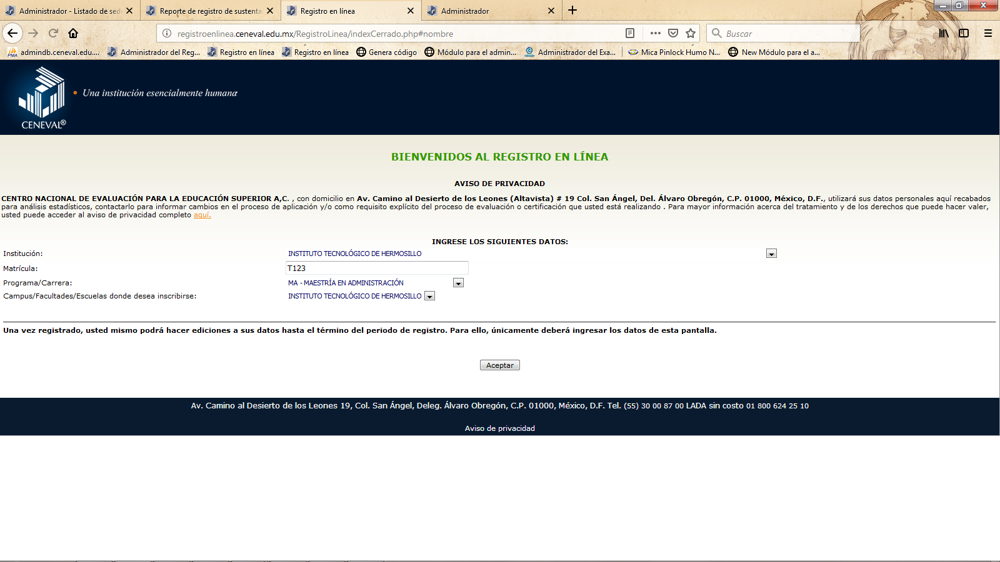 Administrador - Listado de sed
Reporte de registro de sustenta
Registro en línea
Administrador
registroenlinea.ceneval.edu.mx/RegistroLinea/indexCerrado.php#nombre
Buscar
admindb.ceneval.edu....
Administrador del Reg...
Registro en línea
Registro en línea
Genera código
Módulo para el admin...
Administrador del Exa...
Mica Pinlock Humo N...
New Módulo para el a...
CENEVAL®
• Una institución esencialmente humana
BIENVENIDOS AL REGISTRO EN LÍNEA
AVISO DE PRIVACIDAD
CENTRO NACIONAL DE EVALUACIÓN PARA LA EDUCACIÓN SUPERIOR A,C. , con domicilio en Av. Camino al Desierto de los Leones (Altavista) # 19 Col. San Ángel, Del. Álvaro Obregón, C.P. 01000, México, D.F., utilizará sus datos personales aquí recabados
para análisis estadísticos, contactarlo para informar cambios en el proceso de aplicación y/o como requisito explícito del proceso de evaluación o certificación que usted está realizando . Para mayor información acerca del tratamiento y de los derechos que puede hacer valer,
usted puede acceder al aviso de privacidad completo aquí.
INGRESE LOS SIGUIENTES DATOS:
Institución: INSTITUTO TECNOLÓGICO DE HERMOSILLO
Matrícula: T123
Programa/Carrera: MA - MAESTRÍA EN ADMINISTRACIÓN
Campus/Facultades/Escuelas donde desea inscribirse: INSTITUTO TECNOLÓGICO DE HERMOSILLO
Una vez registrado, usted mismo podrá hacer ediciones a sus datos hasta el término del periodo de registro. Para ello, únicamente deberá ingresar los datos de esta pantalla.
Aceptar
Av. Camino al Desierto de los Leones 19, Col. San Ángel, Deleg. Álvaro Obregón, C.P. 01000, México, D.F. Tel. (55) 30 00 87 00 LADA sin costo 01 800 624 25 10
Aviso de privacidad